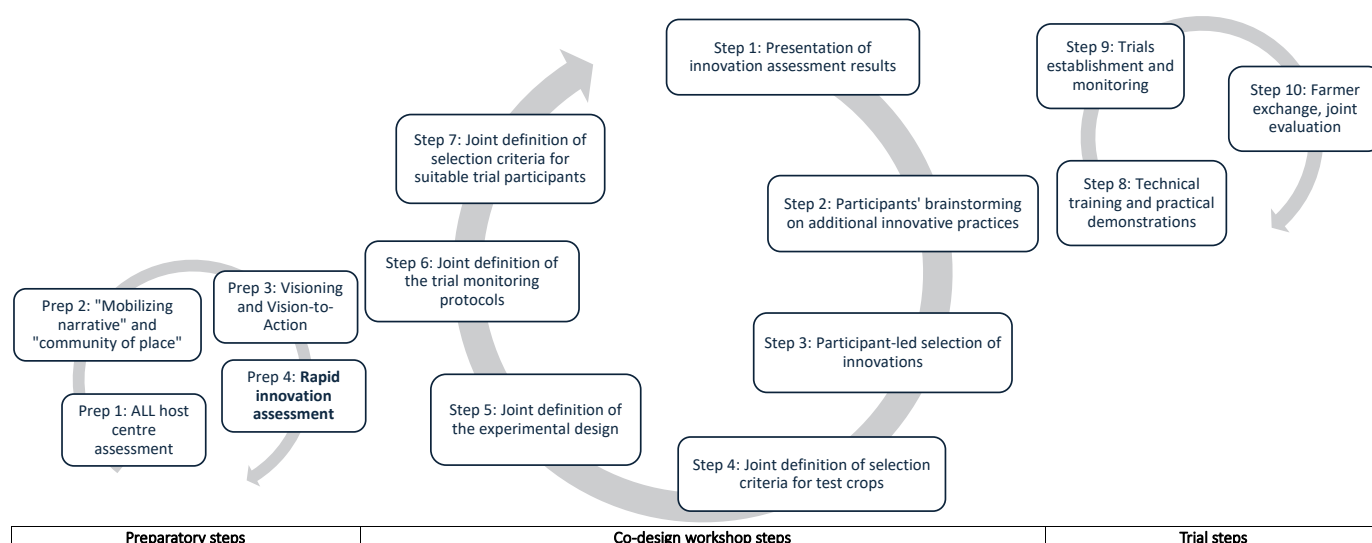 Prep 1: ALL host
centre
assessment
Prep 2: "Mobilizing
narrative" and
"community of place"
Prep 3: Visioning
and Vision-to-
Action
Prep 4: Rapid
innovation
assessment
Step 1: Presentation of
innovation assessment results
Step 2: Participants' brainstorming
on additional innovative practices
Step 3: Participant-led selection of
innovations
Step 4: Joint definition of selection
criteria for test crops
Step 5: Joint definition of
the experimental design
Step 6: Joint definition of
the trial monitoring
protocols
Step 7: Joint definition of
selection criteria for
suitable trial participants
Step 8: Technical
training and practical
demonstrations
Step 9: Trials
establishment and
monitoring
Step 10: Farmer
exchange, joint
evaluation
Preparatory steps
Co-design workshop steps
Trial steps